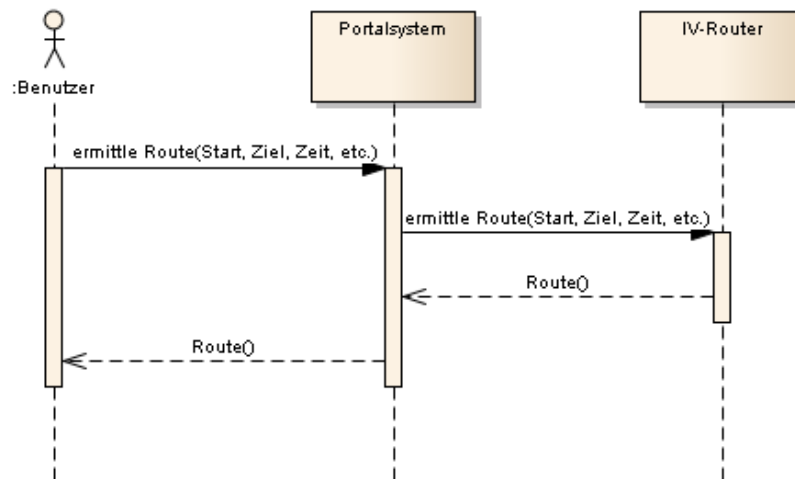 Portalsystem
IV-Router
:Benutzer
ermittle Route(Start, Ziel, Zeit, etc.)
ermittle Route(Start, Ziel, Zeit, etc.)
Route()
Route()